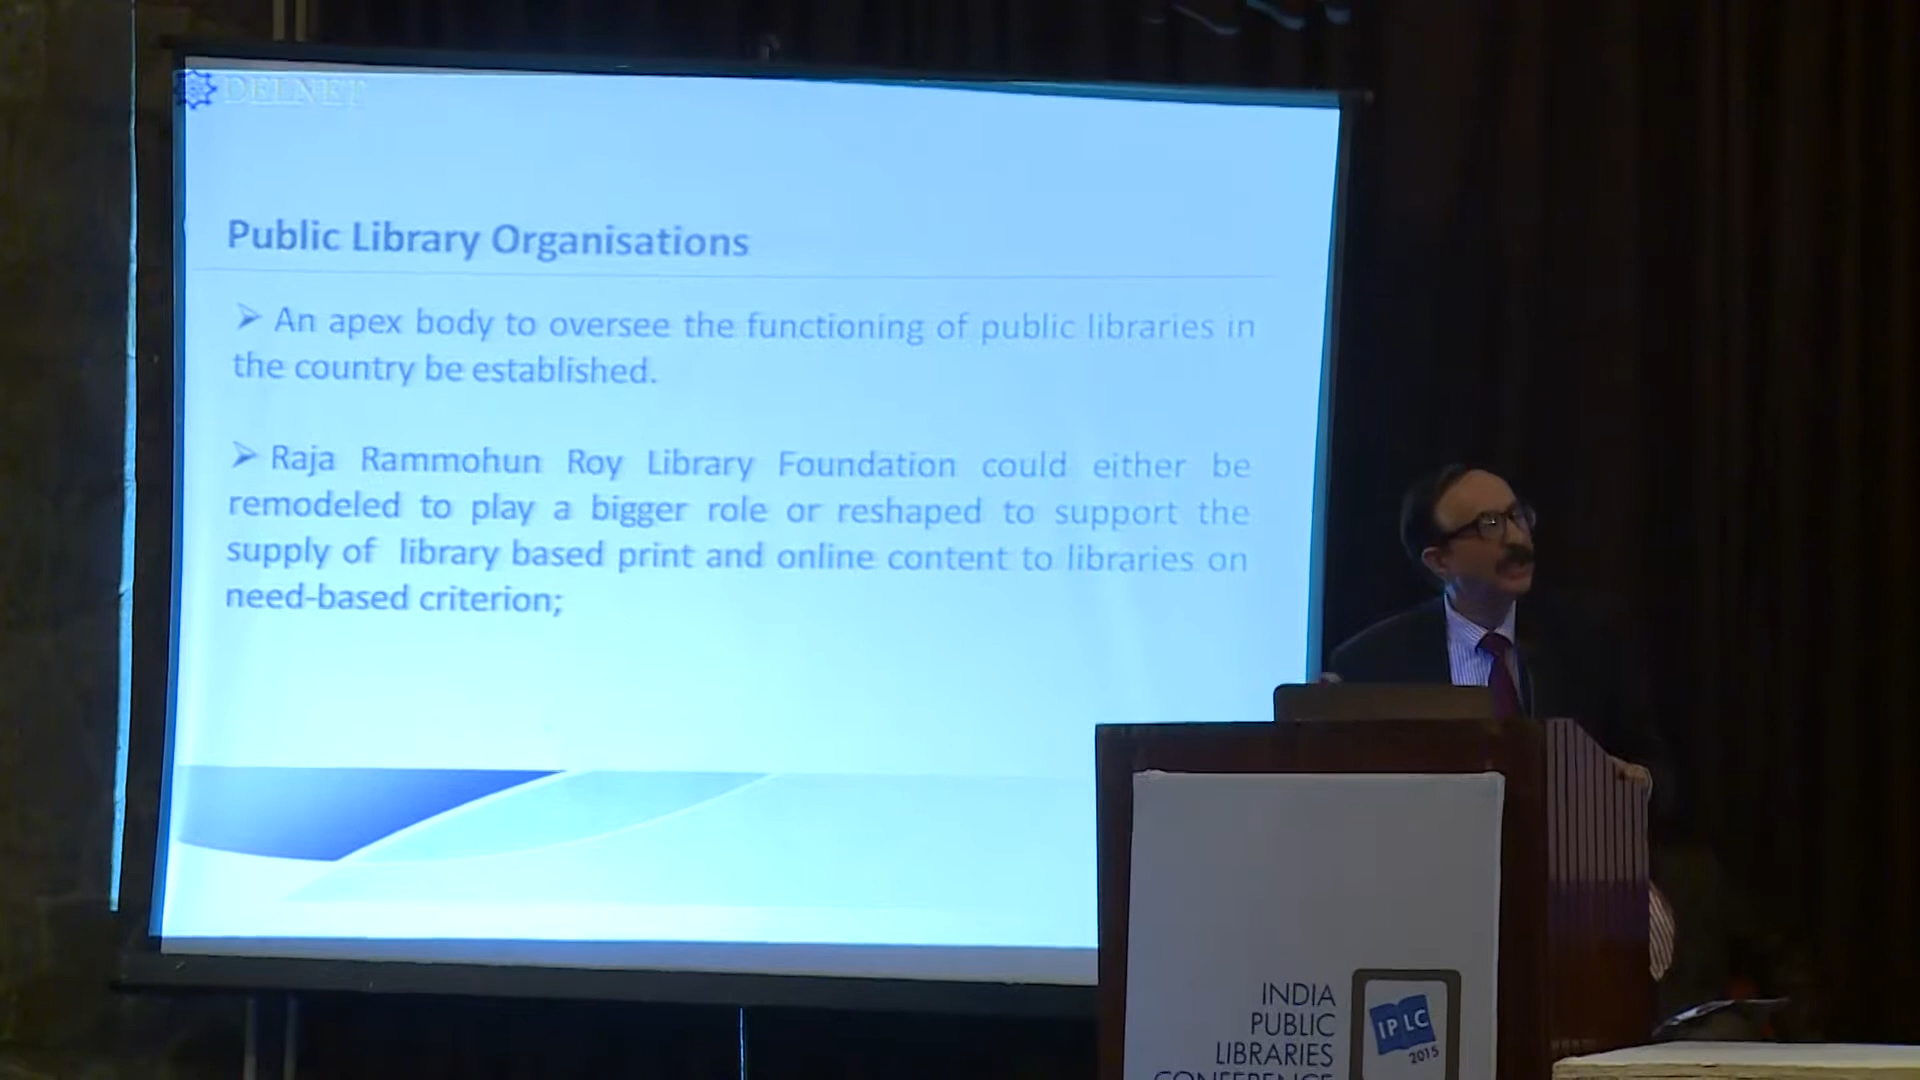 DELNET
Public Library Organisations
➢ An apex body to oversee the functioning of public libraries in
the country be established.
➢ Raja Rammohun Roy Library Foundation could either be
remodeled to play a bigger role or reshaped to support the
supply of library based print and online content to libraries on
need-based criterion;
INDIA
PUBLIC
LIBRARIES
CONFERENCE
IPLC
2015